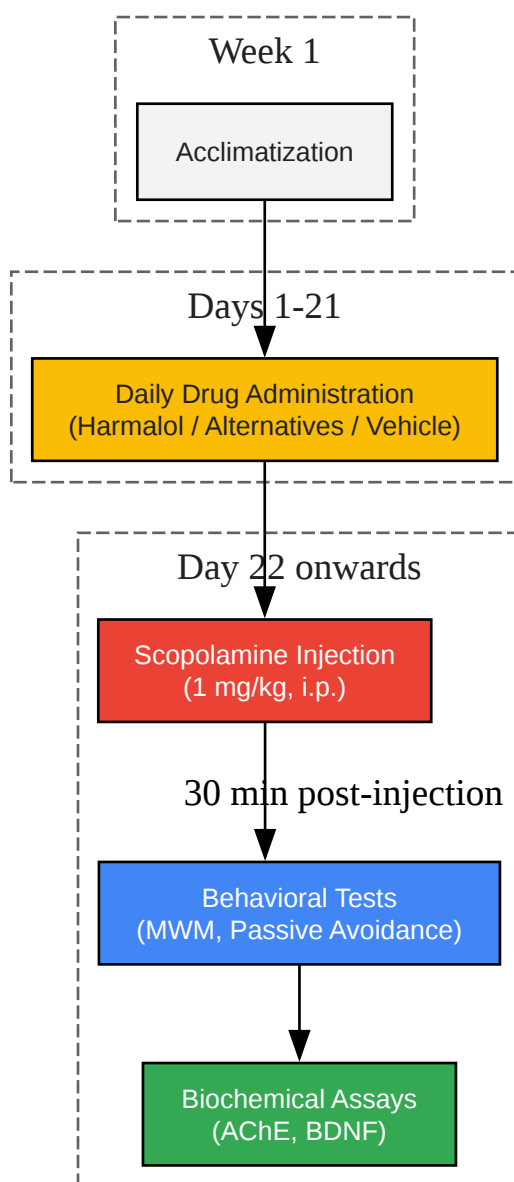 Week 1
Acclimatization
Days 1-21
Daily Drug Administration
(Harmalol / Alternatives / Vehicle)
Day 22 onwards
Scopolamine Injection
(1 mg/kg, i.p.)
30 min post-injection
Behavioral Tests
(MWM, Passive Avoidance)
Biochemical Assays
(AChE, BDNF)